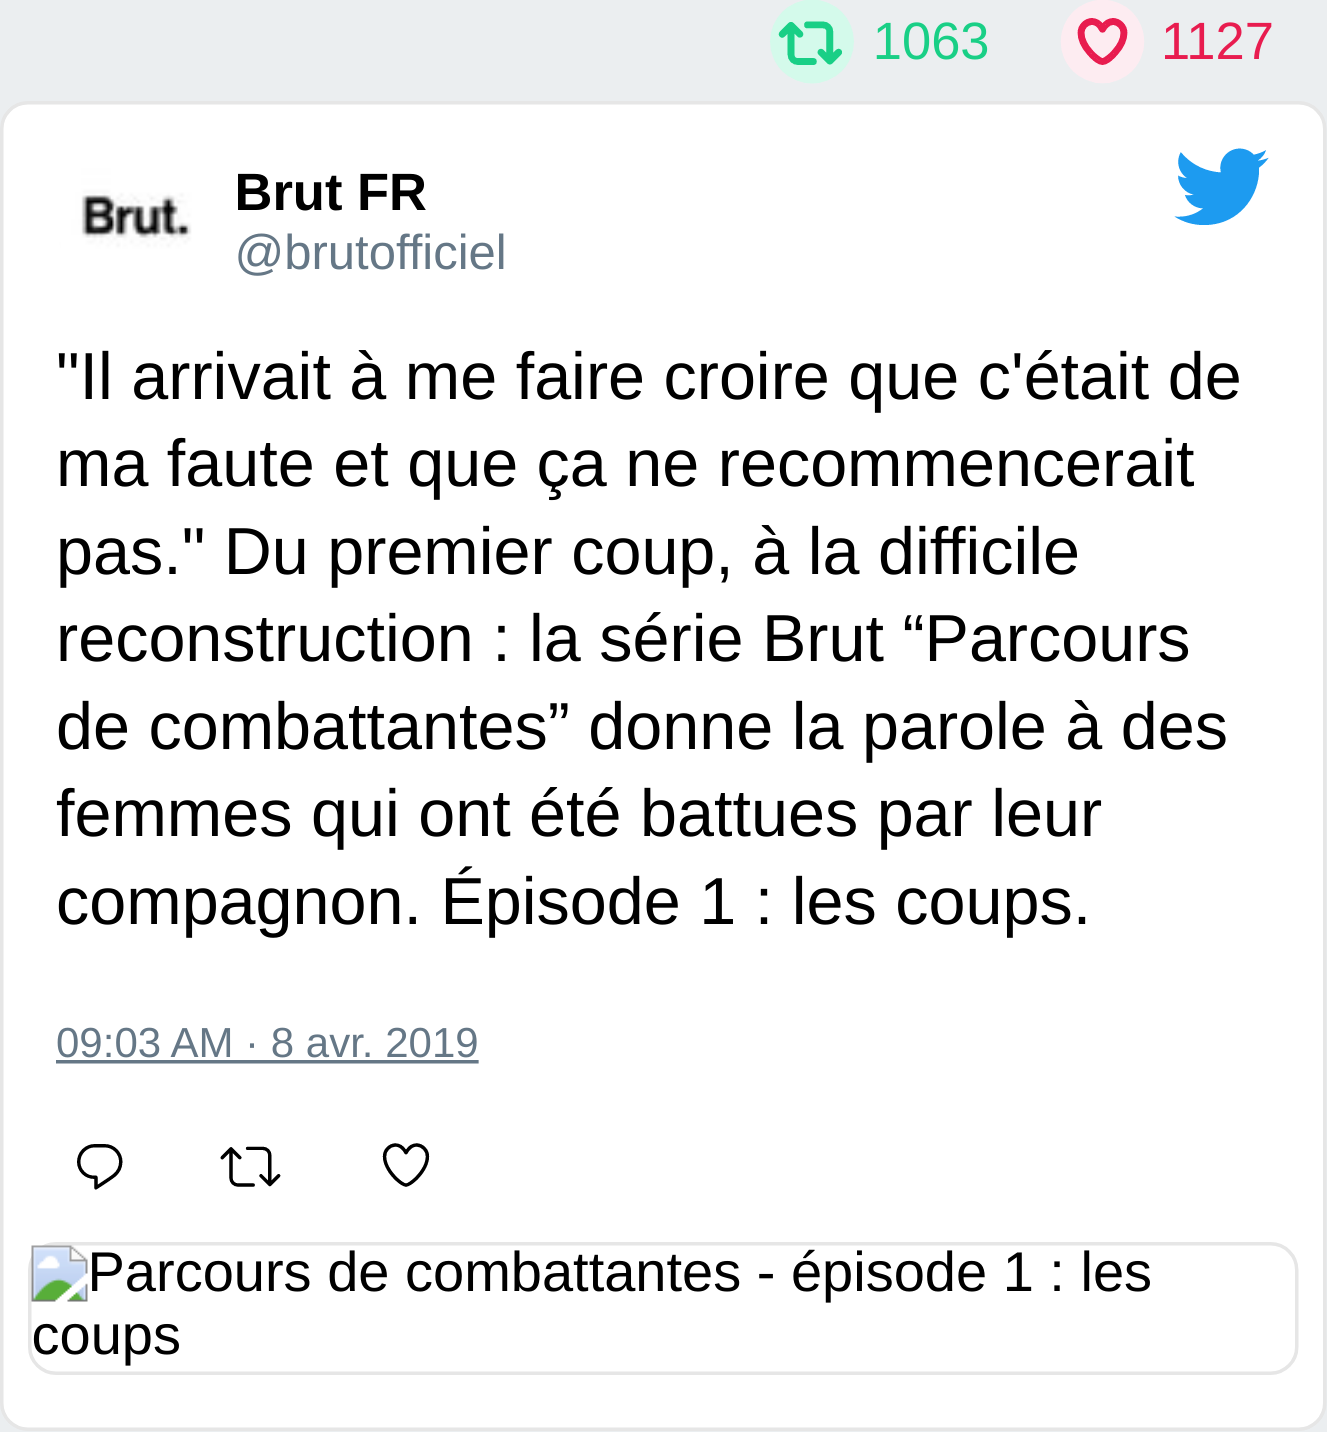 1063 1127
Brut.
Brut FR
@brutofficiel
"Il arrivait à me faire croire que c'était de
ma faute et que ça ne recommencerait
pas." Du premier coup, à la difficile
reconstruction : la série Brut “Parcours
de combattantes” donne la parole à des
femmes qui ont été battues par leur
compagnon. Épisode 1 : les coups.
09:03 AM · 8 avr. 2019
Parcours de combattantes - épisode 1 : les
coups